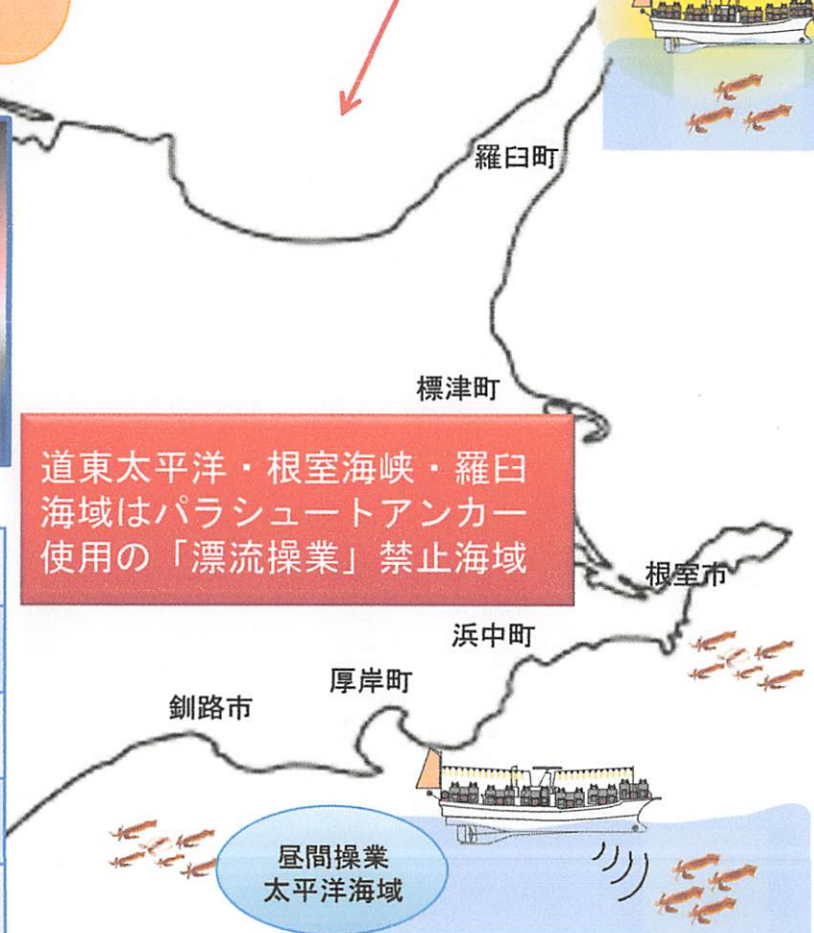 羅臼町
標津町
道東太平洋・根室海峡・羅臼
海域はパラシュートアンカー
使用の「漂流操業」禁止海域
根室市
浜中町
厚岸町
釧路市
昼間操業
太平洋海域